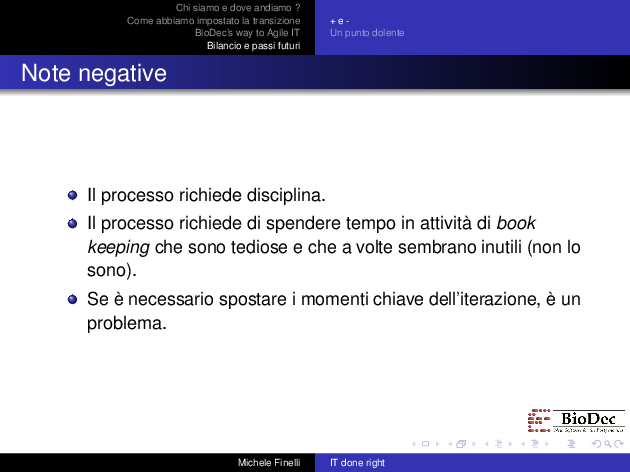 Chi siamo e dove andiamo ?
Come abbiamo impostato la transizione
BioDec's way to Agile IT
Bilancio e passi futuri
+ e -
Un punto dolente
Note negative
Il processo richiede disciplina.
Il processo richiede di spendere tempo in attività di book
keeping che sono tediose e che a volte sembrano inutili (non lo
sono).
Se è necessario spostare i momenti chiave dell'iterazione, è un
problema.
BioDec
Michele Finelli
IT done right